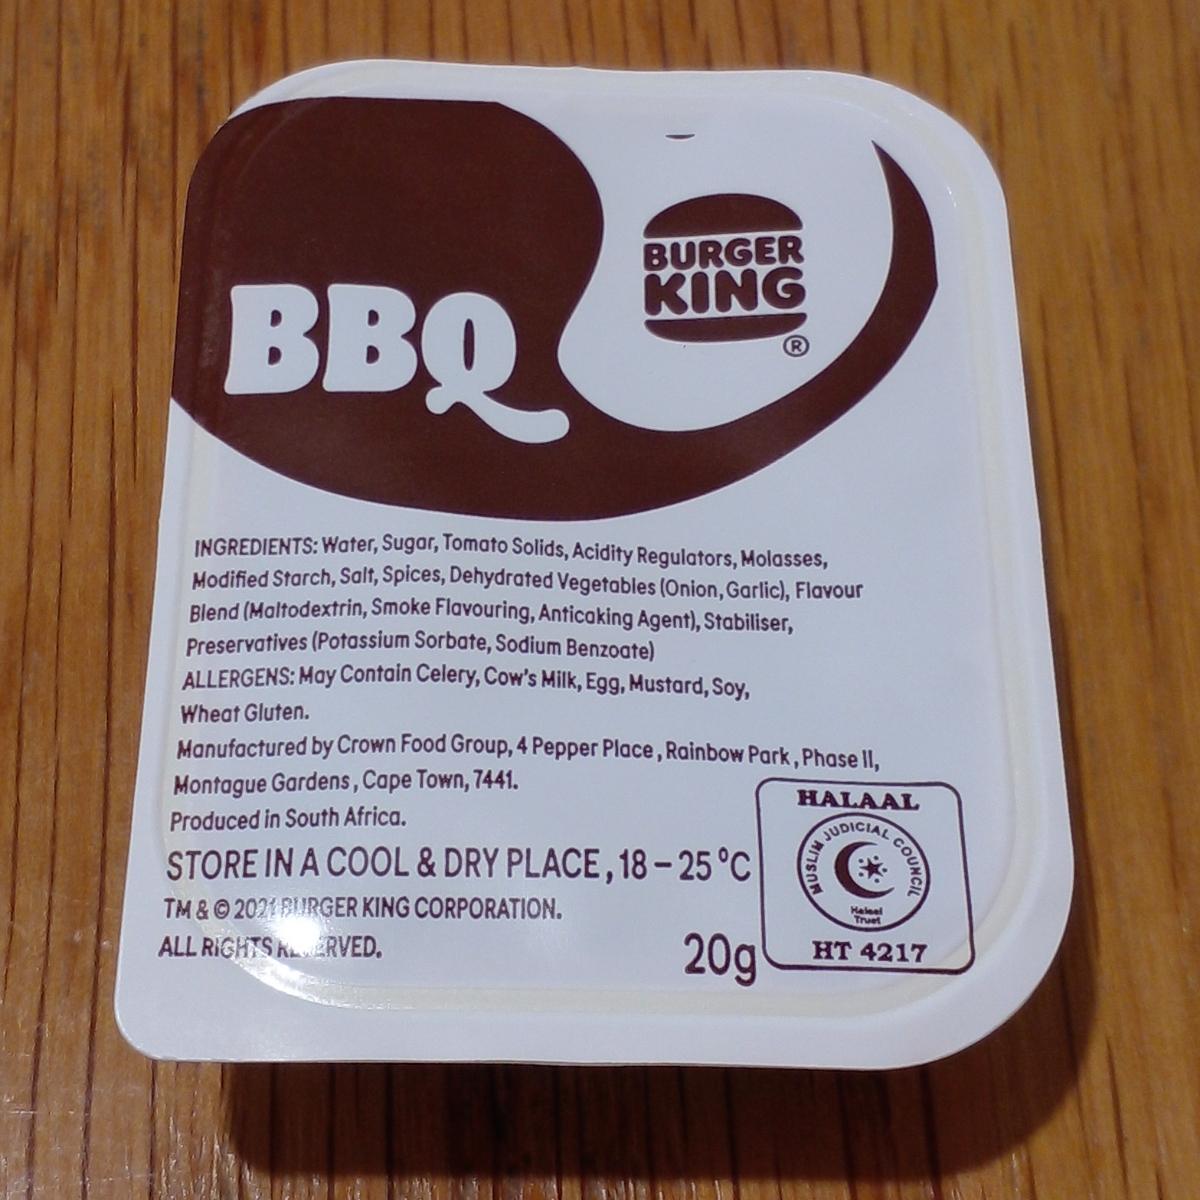 BURGER
KING
®
BBQ
INGREDIENTS: Water, Sugar, Tomato Solids, Acidity Regulators, Molasses,
Modified Starch, Salt, Spices, Dehydrated Vegetables (Onion, Garlic), Flavour
Blend (Maltodextrin, Smoke Flavouring, Anticaking Agent), Stabiliser,
Preservatives (Potassium Sorbate, Sodium Benzoate)
ALLERGENS: May Contain Celery, Cow's Milk, Egg, Mustard, Soy,
Wheat Gluten.
Manufactured by Crown Food Group, 4 Pepper Place, Rainbow Park, Phase II,
Montague Gardens, Cape Town, 7441.
Produced in South Africa.
STORE IN A COOL & DRY PLACE, 18 – 25 °C
TM & © 2021 BURGER KING CORPORATION.
ALL RIGHTS RESERVED.
20g
HALAAL
MUSLIM JUDICIAL COUNCIL
Halaal
Trust
HT 4217